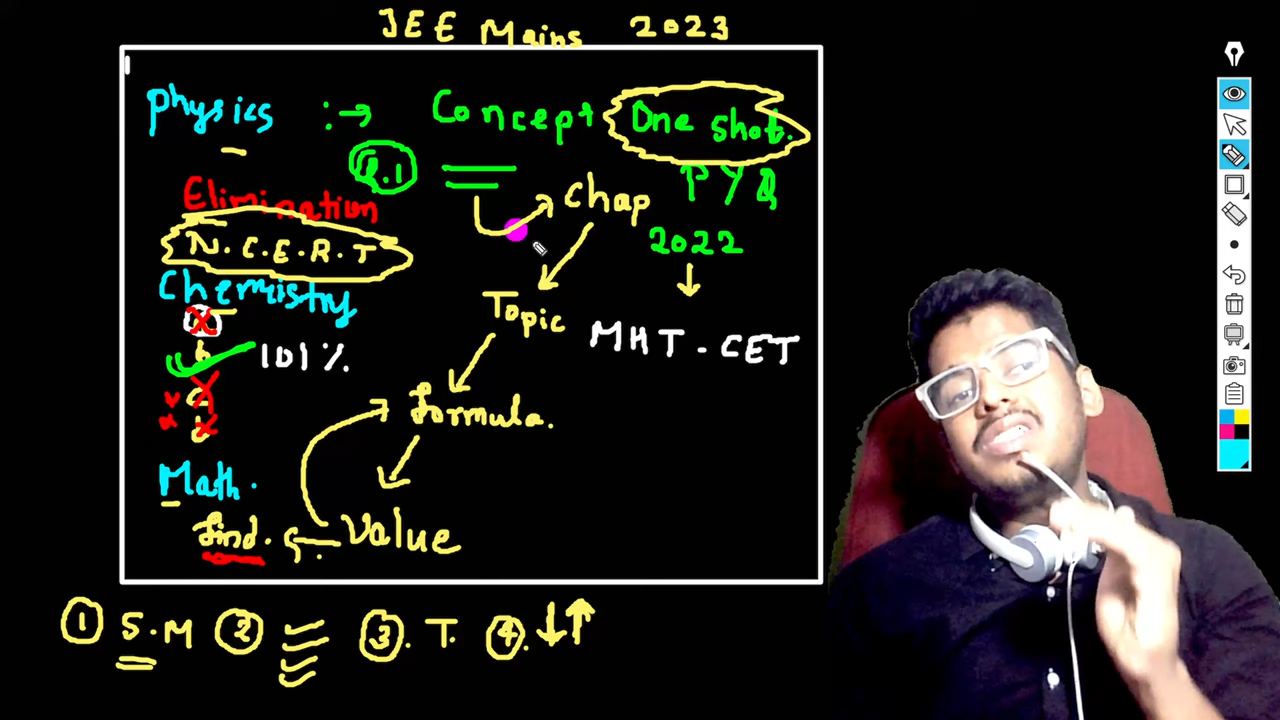 JEE Mains 2023
Physics :→ Concept One shot.
Q.1
PYQ
Elimination
Chap
N.C.E.R.T
2022
Chemistry
Topic
MHT-CET
b
101%
formula.
Math.
find.
Value
① S.M ② ③. T. ④. ↓↑